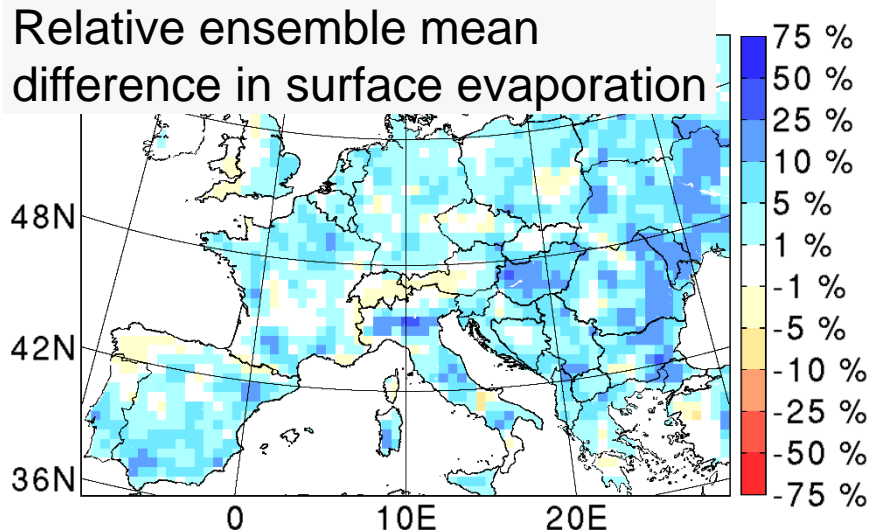 Relative ensemble mean
difference in surface evaporation
75 %
50 %
25 %
10 %
5 %
1 %
-1 %
-5 %
-10 %
-25 %
-50 %
-75 %
48N
42N
36N
0 10E 20E